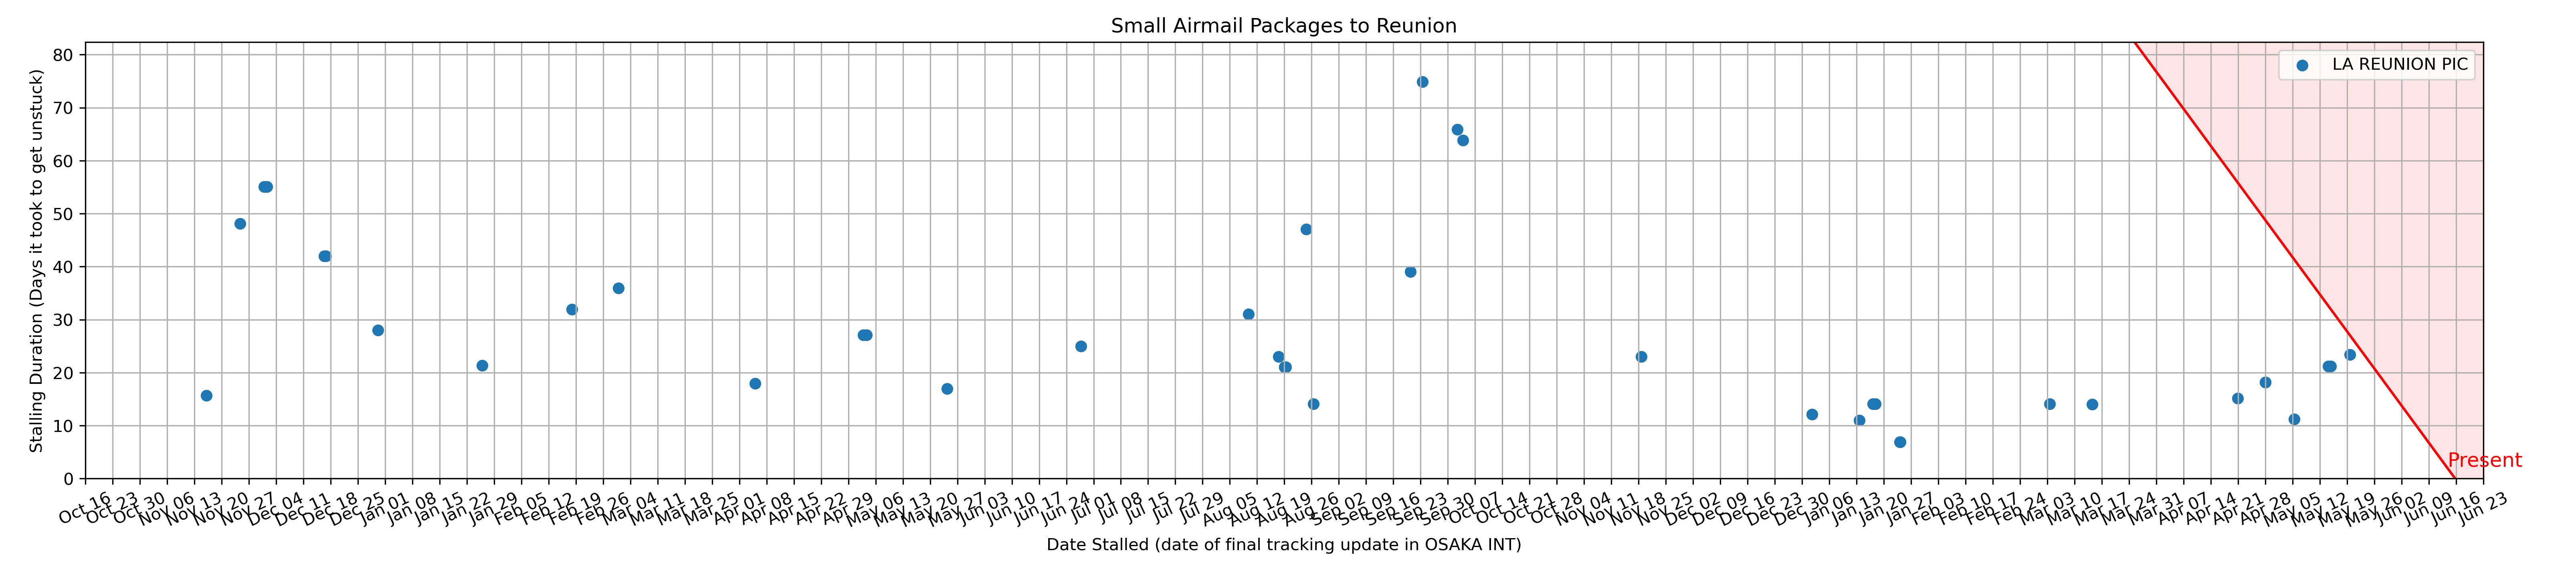 Small Airmail Packages to Reunion
LA REUNION PIC
Stalling Duration (Days it took to get unstuck)
80
70
60
50
40
30
20
10
0
Present
Oct 16
Oct 23
Oct 30
Nov 06
Nov 13
Nov 20
Nov 27
Dec 04
Dec 11
Dec 18
Dec 25
Jan 01
Jan 08
Jan 15
Jan 22
Jan 29
Feb 05
Feb 12
Feb 19
Feb 26
Mar 04
Mar 11
Mar 18
Mar 25
Apr 01
Apr 08
Apr 15
Apr 22
Apr 29
May 06
May 13
May 20
May 27
Jun 03
Jun 10
Jun 17
Jun 24
Jul 01
Jul 08
Jul 15
Jul 22
Jul 29
Aug 05
Aug 12
Aug 19
Aug 26
Sep 02
Sep 09
Sep 16
Sep 23
Sep 30
Oct 07
Oct 14
Oct 21
Oct 28
Nov 04
Nov 11
Nov 18
Nov 25
Dec 02
Dec 09
Dec 16
Dec 23
Dec 30
Jan 06
Jan 13
Jan 20
Jan 27
Feb 03
Feb 10
Feb 17
Feb 24
Mar 03
Mar 10
Mar 17
Mar 24
Mar 31
Apr 07
Apr 14
Apr 21
Apr 28
May 05
May 12
May 19
May 26
Jun 02
Jun 09
Jun 16
Jun 23
Date Stalled (date of final tracking update in OSAKA INT)